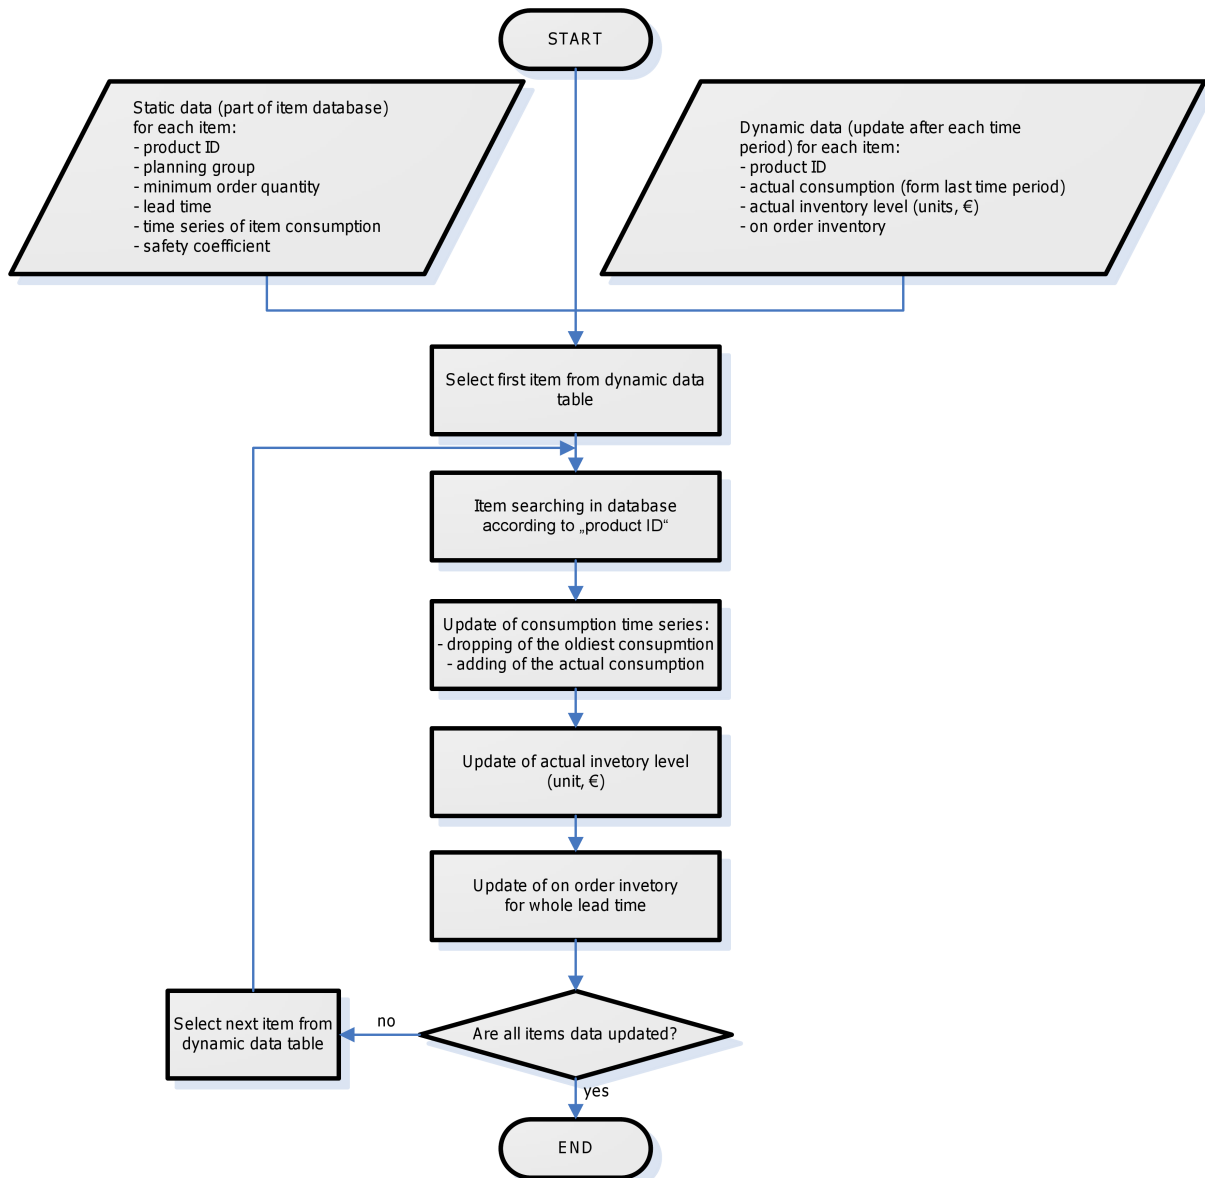 START
Static data (part of item database)
for each item:
- product ID
- planning group
- minimum order quantity
- lead time
- time series of item consumption
- safety coefficient
Dynamic data (update after each time
period) for each item:
- product ID
- actual consumption (form last time period)
- actual inventory level (units, €)
- on order inventory
Select first item from dynamic data
table
Item searching in database
according to „product ID“
Update of consumption time series:
- dropping of the oldest consupmtion
- adding of the actual consumption
Update of actual invetory level
(unit, €)
Update of on order invetory
for whole lead time
Are all items data updated?
no
Select next item from
dynamic data table
yes
END